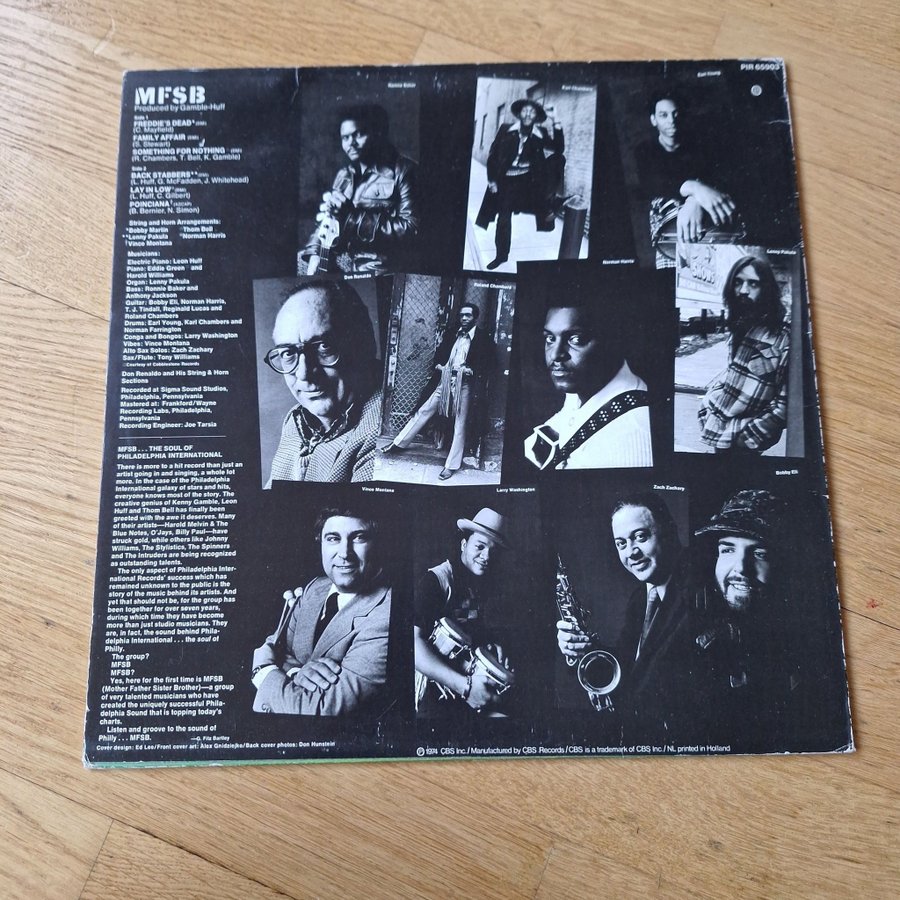 MFSB
Produced by Gamble-Huff
Side 1
FREDDIE'S DEAD* (BMI)
(C. Mayfield)
FAMILY AFFAIR (BMI)
(S. Stewart)
SOMETHING FOR NOTHING (BMI)
(R. Chambers, T. Bell, K. Gamble)
Side 2
BACK STABBERS** (BMI)
(L. Huff, G. McFadden, J. Whitehead)
LAY IN LOW (BMI)
(L. Huff, C. Gilbert)
POINCIANA† (ASCAP)
(B. Bernier, N. Simon)
String and Horn Arrangements:
*Bobby Martin Thom Bell
**Lenny Pakula Norman Harris
†Vince Montana
Musicians:
Electric Piano: Leon Huff
Piano: Eddie Green and
Harold Williams
Organ: Lenny Pakula
Bass: Ronnie Baker and
Anthony Jackson
Guitar: Bobby Eli, Norman Harris,
T. J. Tindall, Reginald Lucas and
Roland Chambers
Drums: Earl Young, Karl Chambers and
Norman Farrington
Conga and Bongos: Larry Washington
Vibes: Vince Montana
Alto Sax Solos: Zach Zachary
Sax/Flute: Tony Williams
Courtesy of Cobblestone Records
Don Renaldo and His String & Horn
Sections
Recorded at Sigma Sound Studios,
Philadelphia, Pennsylvania
Mastered at: Frankford/Wayne
Recording Labs, Philadelphia,
Pennsylvania
Recording Engineer: Joe Tarsia
MFSB . . . THE SOUL OF
PHILADELPHIA INTERNATIONAL
There is more to a hit record than just an
artist going in and singing, a whole lot
more. In the case of the Philadelphia
International galaxy of stars and hits,
everyone knows most of the story. The
creative genius of Kenny Gamble, Leon
Huff and Thom Bell has finally been
greeted with the awe it deserves. Many
of their artists—Harold Melvin & The
Blue Notes, O'Jays, Billy Paul—have
struck gold, while others like Johnny
Williams, The Stylistics, The Spinners
and The Intruders are being recognized
as outstanding talents.
The only aspect of Philadelphia Inter-
national Records' success which has
remained unknown to the public is the
story of the music behind its artists. And
yet that should not be, for the group has
been together for over seven years,
during which time they have become
more than just studio musicians. They
are, in fact, the sound behind Phila-
delphia International . . . the soul of
Philly.
The group?
MFSB
MFSB?
Yes, here for the first time is MFSB
(Mother Father Sister Brother)—a group
of very talented musicians who have
created the uniquely successful Phila-
delphia Sound that is topping today's
charts.
Listen and groove to the sound of
Philly . . . MFSB.
—G. Fitz Bartley
Cover design: Ed Lee/Front cover art: Alex Gnidziejko/Back cover photos: Don Hunstein
PIR 65903
Ronnie Baker
Karl Chambers
Earl Young
Don Renaldo
Roland Chambers
Norman Harris
Lenny Pakula
Vince Montana
Larry Washington
Zach Zachary
Bobby Eli
Ⓟ 1974 CBS Inc./Manufactured by CBS Records/CBS is a trademark of CBS Inc./NL printed in Holland